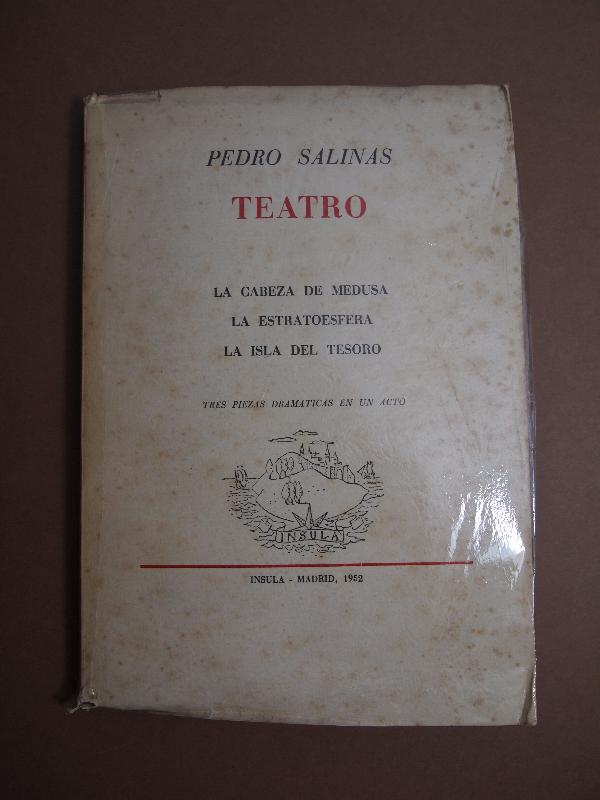 PEDRO SALINAS
TEATRO
LA CABEZA DE MEDUSA
LA ESTRATOESFERA
LA ISLA DEL TESORO
TRES PIEZAS DRAMATICAS EN UN ACTO
INSULA
INSULA - MADRID, 1952